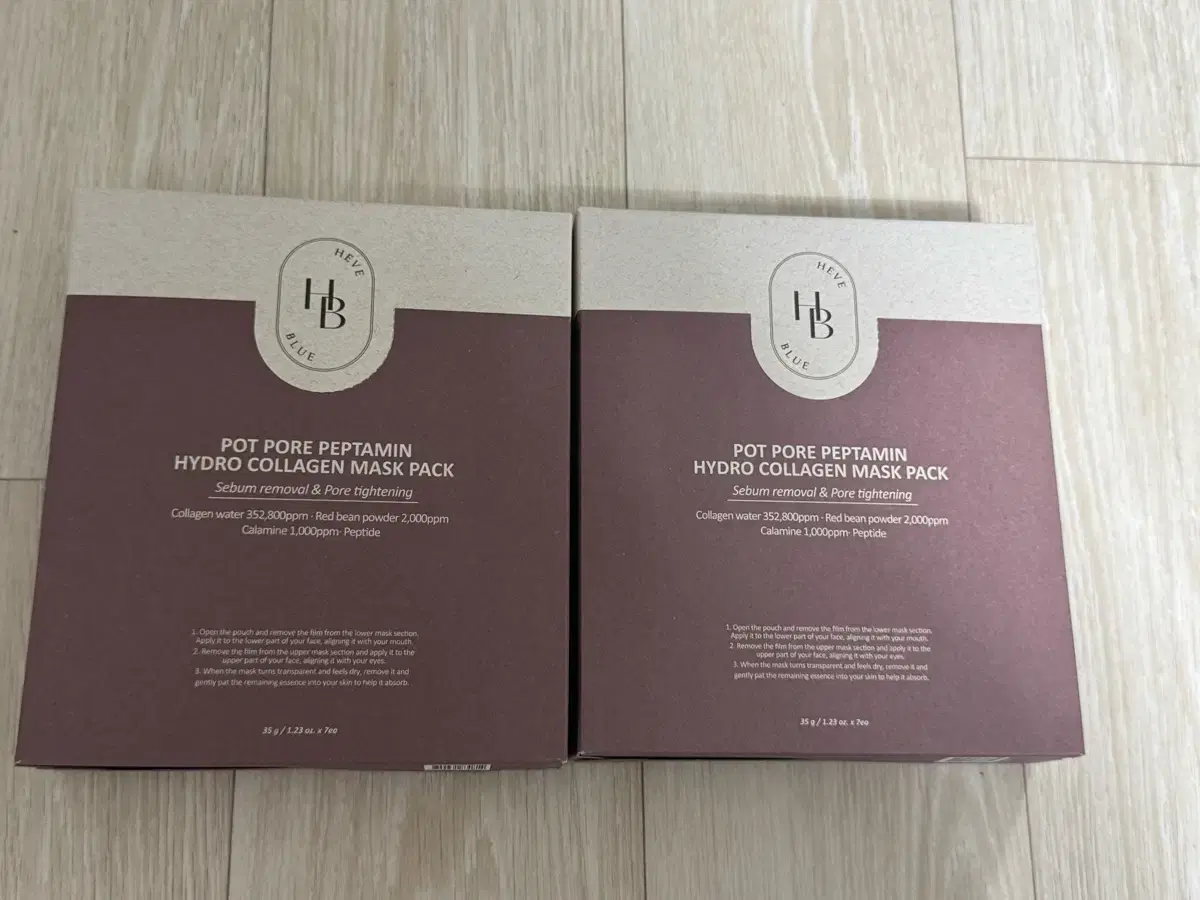 HEVE
HB
BLUE
POT PORE PEPTAMIN
HYDRO COLLAGEN MASK PACK
Sebum removal & Pore tightening
Collagen water 352,800ppm · Red bean powder 2,000ppm
Calamine 1,000ppm · Peptide
1. Open the pouch and remove the film from the lower mask section.
Apply it to the lower part of your face, aligning it with your mouth.
2. Remove the film from the upper mask section and apply it to the
upper part of your face, aligning it with your eyes.
3. When the mask turns transparent and feels dry, remove it and
gently pat the remaining essence into your skin to help it absorb.
35 g / 1.23 oz. x 7ea
HEVE
HB
BLUE
POT PORE PEPTAMIN
HYDRO COLLAGEN MASK PACK
Sebum removal & Pore tightening
Collagen water 352,800ppm · Red bean powder 2,000ppm
Calamine 1,000ppm · Peptide
1. Open the pouch and remove the film from the lower mask section.
Apply it to the lower part of your face, aligning it with your mouth.
2. Remove the film from the upper mask section and apply it to the
upper part of your face, aligning it with your eyes.
3. When the mask turns transparent and feels dry, remove it and
gently pat the remaining essence into your skin to help it absorb.
35 g / 1.23 oz. x 7ea